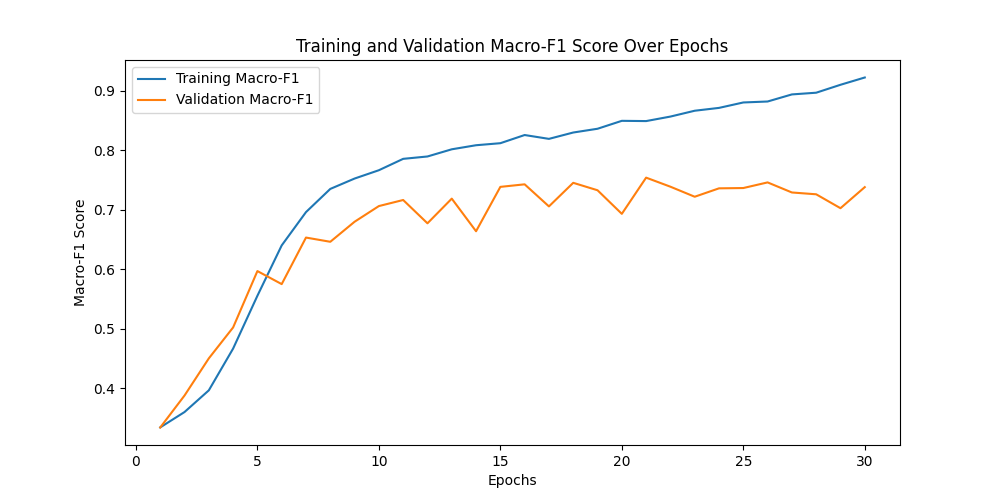 Training and Validation Macro-F1 Score Over Epochs
Training Macro-F1
Validation Macro-F1
0.9
0.8
0.7
0.6
0.5
0.4
Macro-F1 Score
0 5 10 15 20 25 30
Epochs